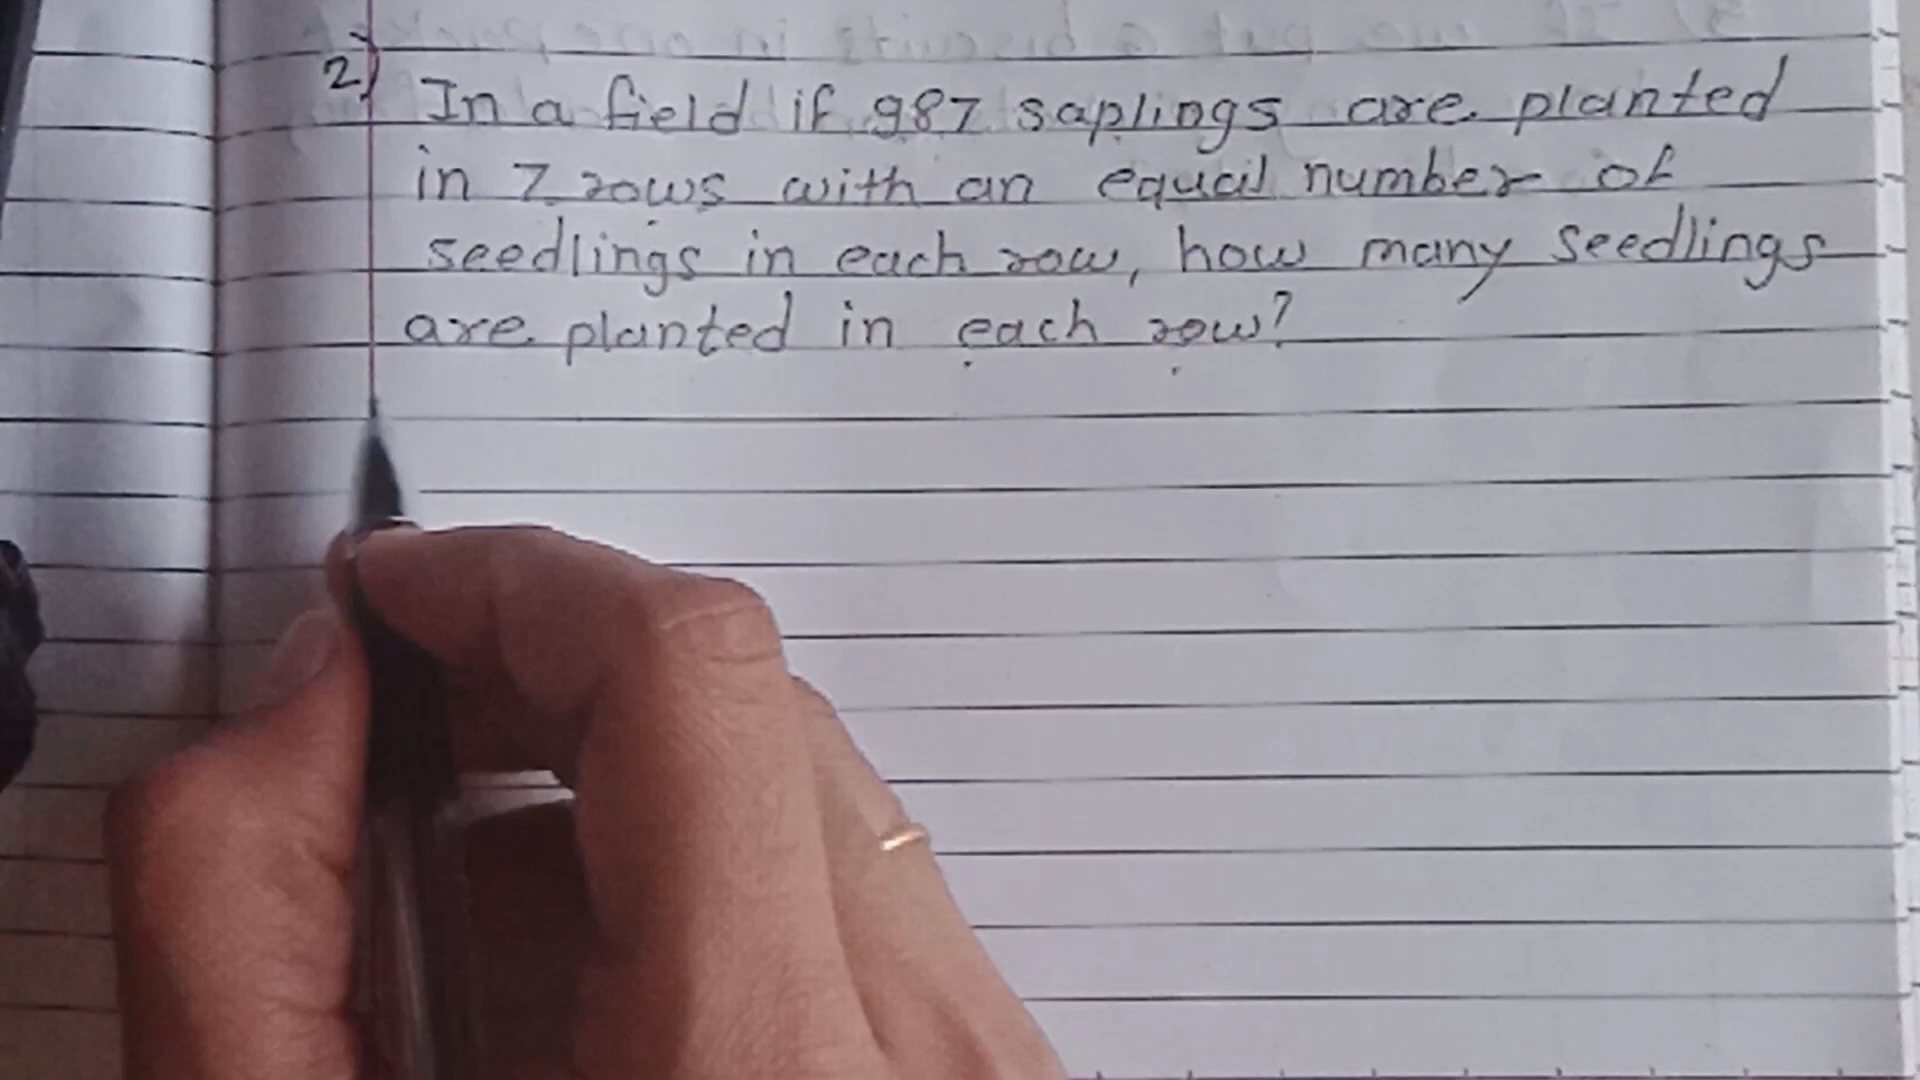 2) In a field if 987 saplings are planted
in 7 rows with an equal number of
seedlings in each row, how many seedlings
are planted in each row?